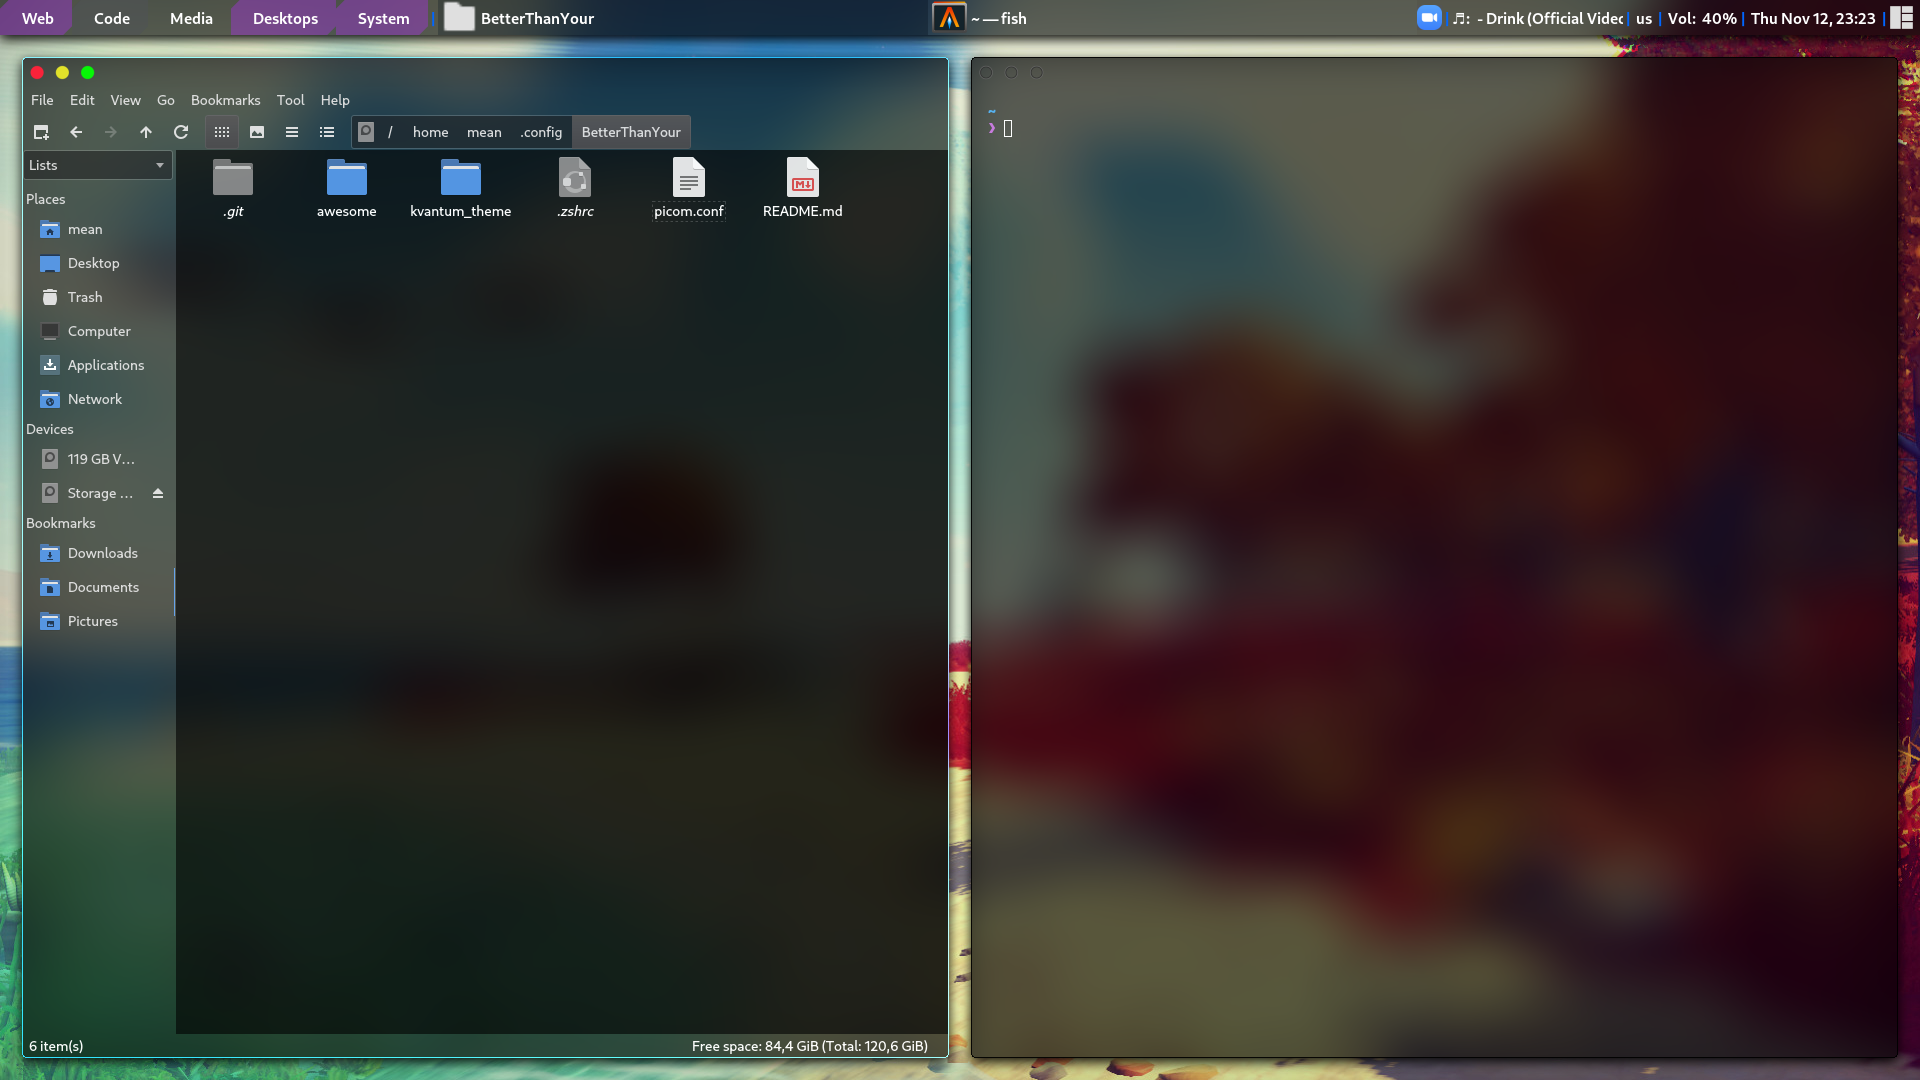 Web Code Media Desktops System BetterThanYour ~ — fish ♬: - Drink (Official Videc us Vol: 40% Thu Nov 12, 23:23
File Edit View Go Bookmarks Tool Help
/ home mean .config BetterThanYour
Lists
Places
mean
Desktop
Trash
Computer
Applications
Network
Devices
119 GB V...
Storage ...
Bookmarks
Downloads
Documents
Pictures
.git awesome kvantum_theme .zshrc picom.conf README.md
6 item(s) Free space: 84,4 GiB (Total: 120,6 GiB)
~
❯